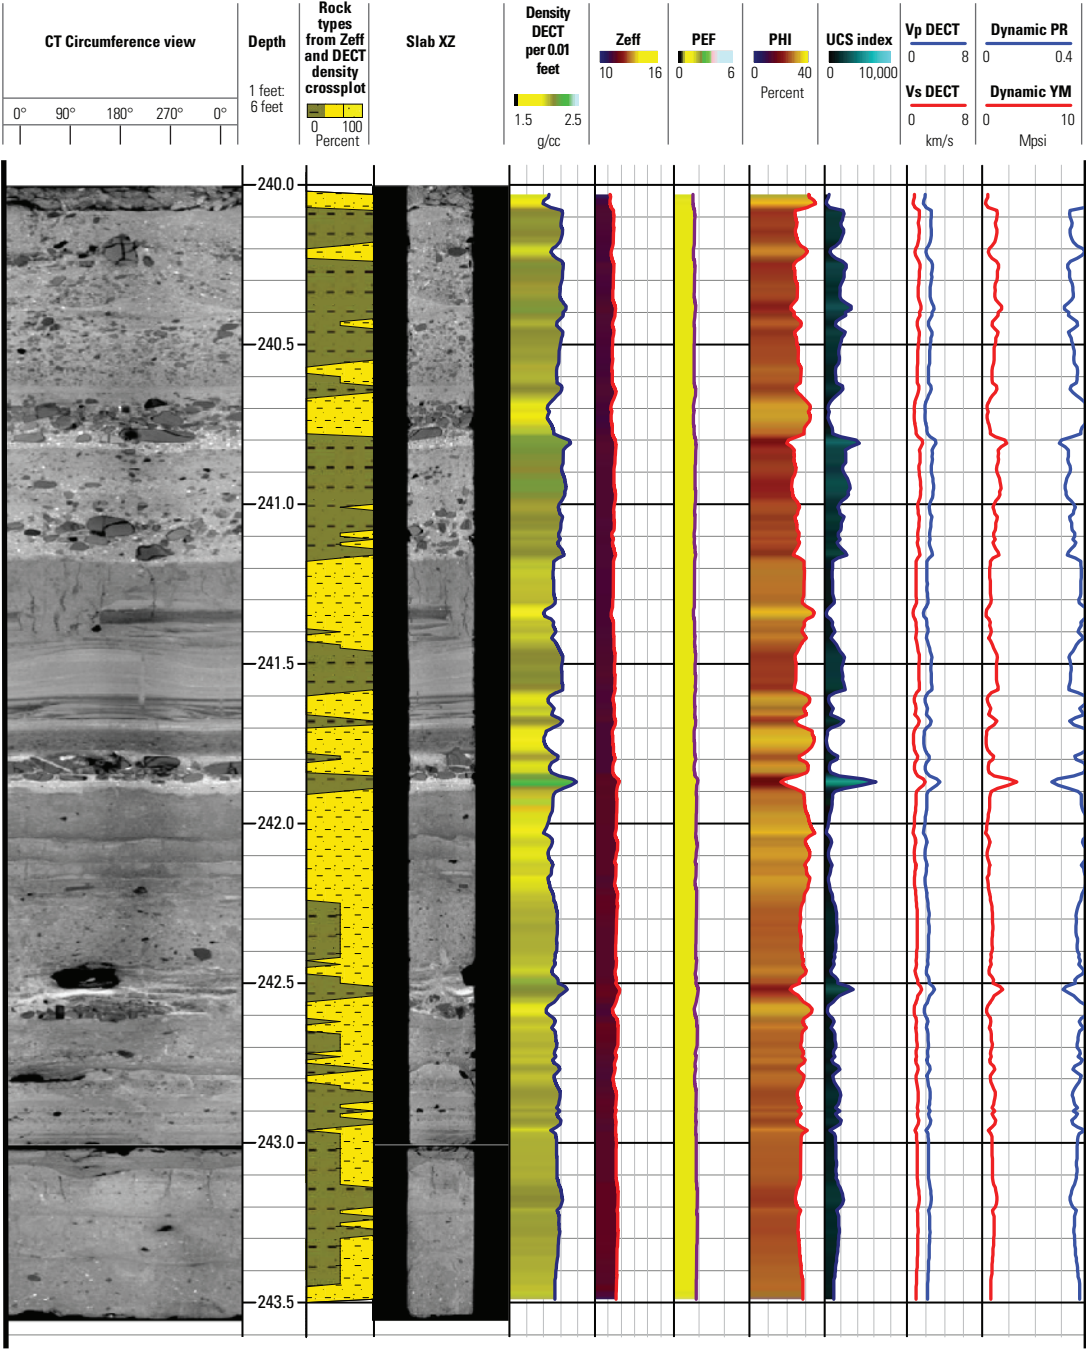 CT Circumference view
0° 90° 180° 270° 0°
Depth
1 feet:
6 feet
Rock
types
from Zeff
and DECT
density
crossplot
0 100
Percent
Slab XZ
Density
DECT
per 0.01
feet
1.5 2.5
g/cc
Zeff
10 16
PEF
0 6
PHI
0 40
Percent
UCS index
0 10,000
Vp DECT
0 8
Vs DECT
0 8
km/s
Dynamic PR
0 0.4
Dynamic YM
0 10
Mpsi
240.0
240.5
241.0
241.5
242.0
242.5
243.0
243.5